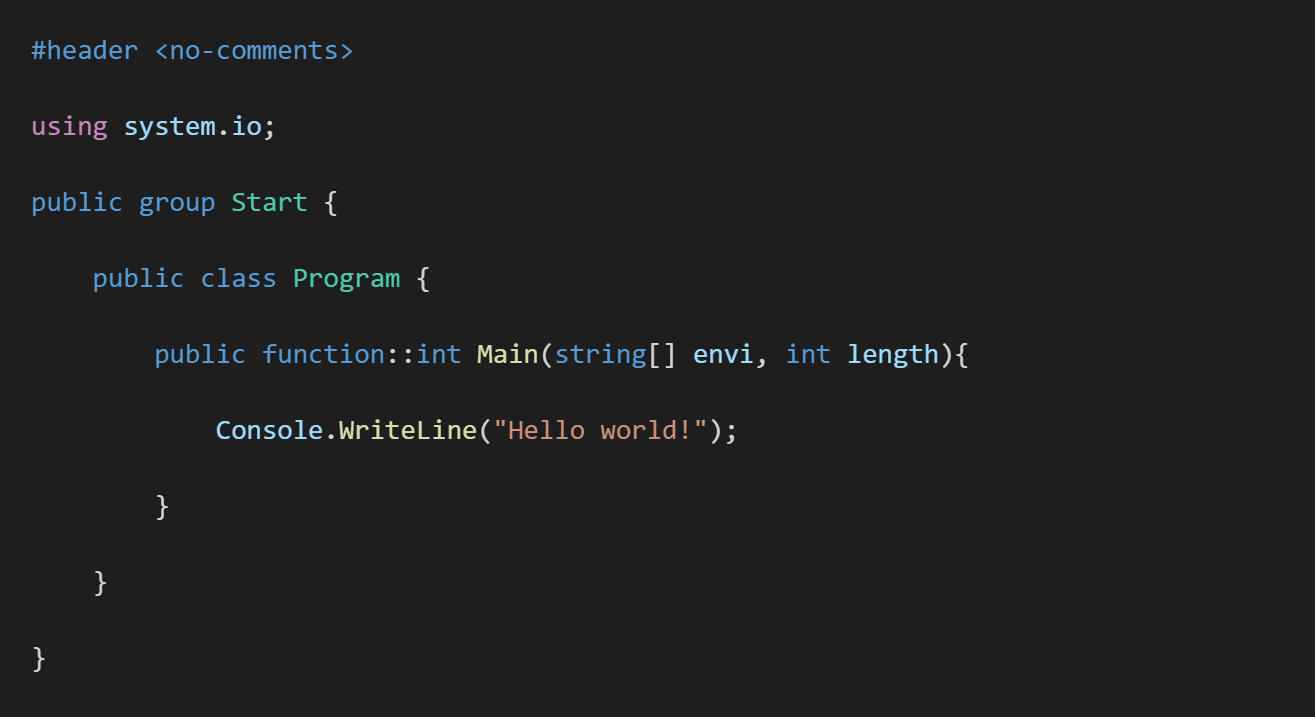 #header <no-comments>
using system.io;
public group Start {
    public class Program {
        public function::int Main(string[] envi, int length){
            Console.WriteLine("Hello world!");
        }
    }
}